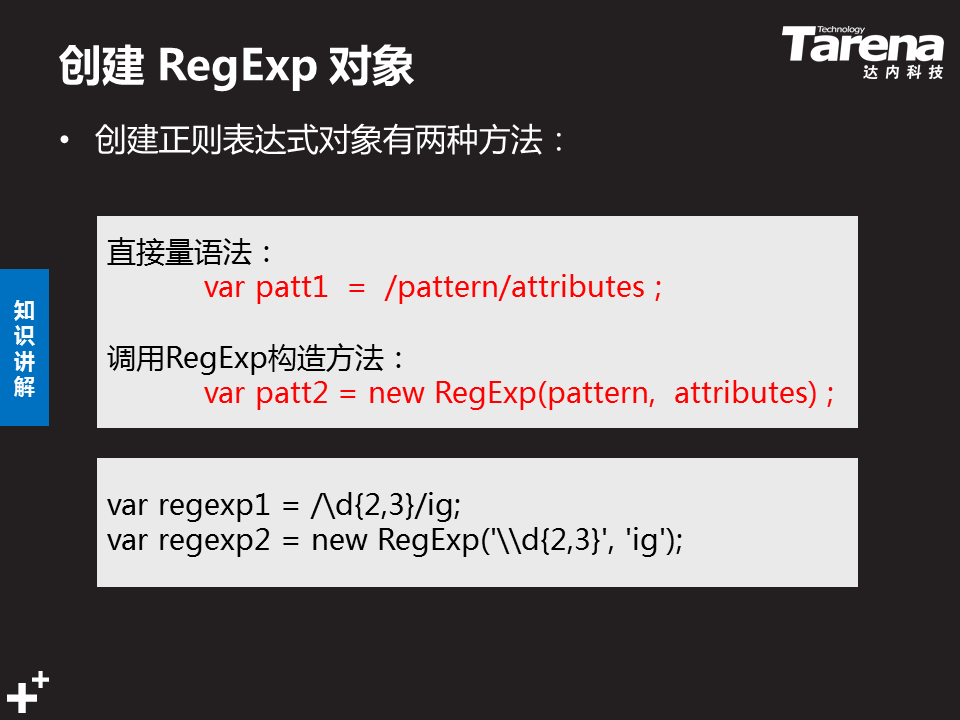 创建 RegExp 对象
Technology
Tarena
达内科技
• 创建正则表达式对象有两种方法：
直接量语法：
var patt1 = /pattern/attributes ;
调用RegExp构造方法：
var patt2 = new RegExp(pattern, attributes) ;
知识讲解
var regexp1 = /\d{2,3}/ig;
var regexp2 = new RegExp('\\d{2,3}', 'ig');